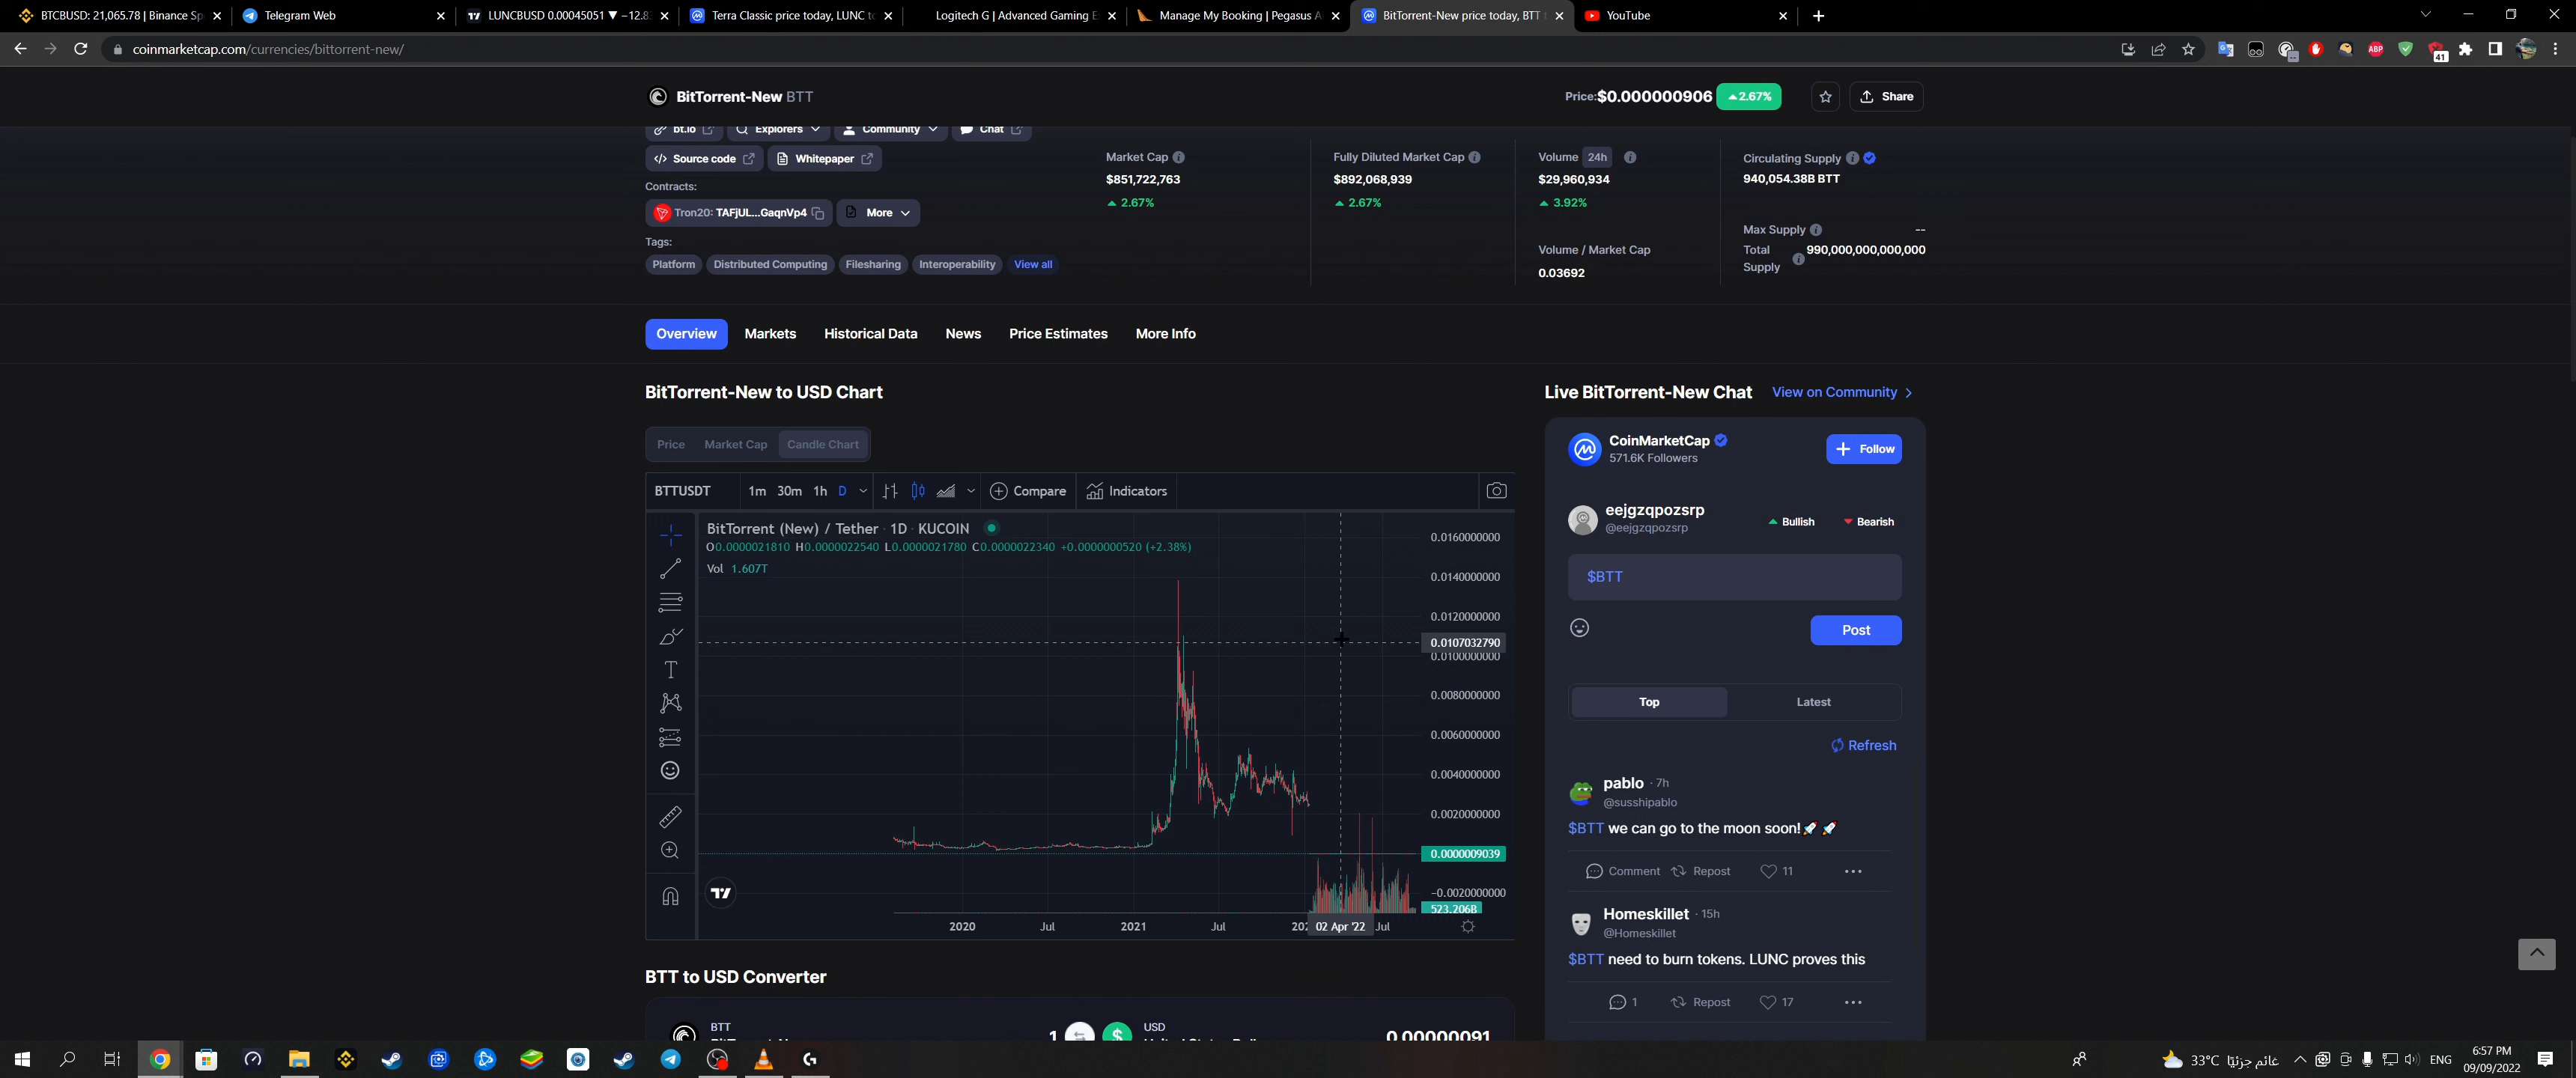 BTCBUSD: 21,065.78 | Binance Sp
Telegram Web
LUNCBUSD 0.00045051 ▼ −12.8
Terra Classic price today, LUNC to
Logitech G | Advanced Gaming E
Manage My Booking | Pegasus A
BitTorrent-New price today, BTT t
YouTube
coinmarketcap.com/currencies/bittorrent-new/
ABP
41
BitTorrent-New BTT
Price:$0.000000906 2.67%
Share
bt.io
Explorers
Community
Chat
Source code
Whitepaper
Contracts:
Tron20: TAFjUL...GaqnVp4
More
Tags:
Platform
Distributed Computing
Filesharing
Interoperability
View all
Market Cap
$851,722,763
2.67%
Fully Diluted Market Cap
$892,068,939
2.67%
Volume 24h
$29,960,934
3.92%
Volume / Market Cap
0.03692
Circulating Supply
940,054.38B BTT
Max Supply --
Total Supply 990,000,000,000,000
Overview
Markets
Historical Data
News
Price Estimates
More Info
BitTorrent-New to USD Chart
Price
Market Cap
Candle Chart
BTTUSDT
1m
30m
1h
D
Compare
Indicators
BitTorrent (New) / Tether · 1D · KUCOIN
O0.0000021810 H0.0000022540 L0.0000021780 C0.0000022340 +0.0000000520 (+2.38%)
Vol 1.607T
0.0160000000
0.0140000000
0.0120000000
0.0107032790
0.0100000000
0.0080000000
0.0060000000
0.0040000000
0.0020000000
0.0000009039
−0.0020000000
523.206B
2020
Jul
2021
Jul
202
02 Apr '22
Jul
BTT to USD Converter
BTT
1
USD
0.00000091
Live BitTorrent-New Chat
View on Community
CoinMarketCap
571.6K Followers
Follow
eejgzqpozsrp
@eejgzqpozsrp
Bullish
Bearish
$BTT
Post
Top
Latest
Refresh
pablo · 7h
@susshipablo
$BTT we can go to the moon soon!🚀 🚀
Comment
Repost
11
Homeskillet · 15h
@Homeskillet
$BTT need to burn tokens. LUNC proves this
1
Repost
17
33°C غائم جزئيًا
ENG
6:57 PM
09/09/2022